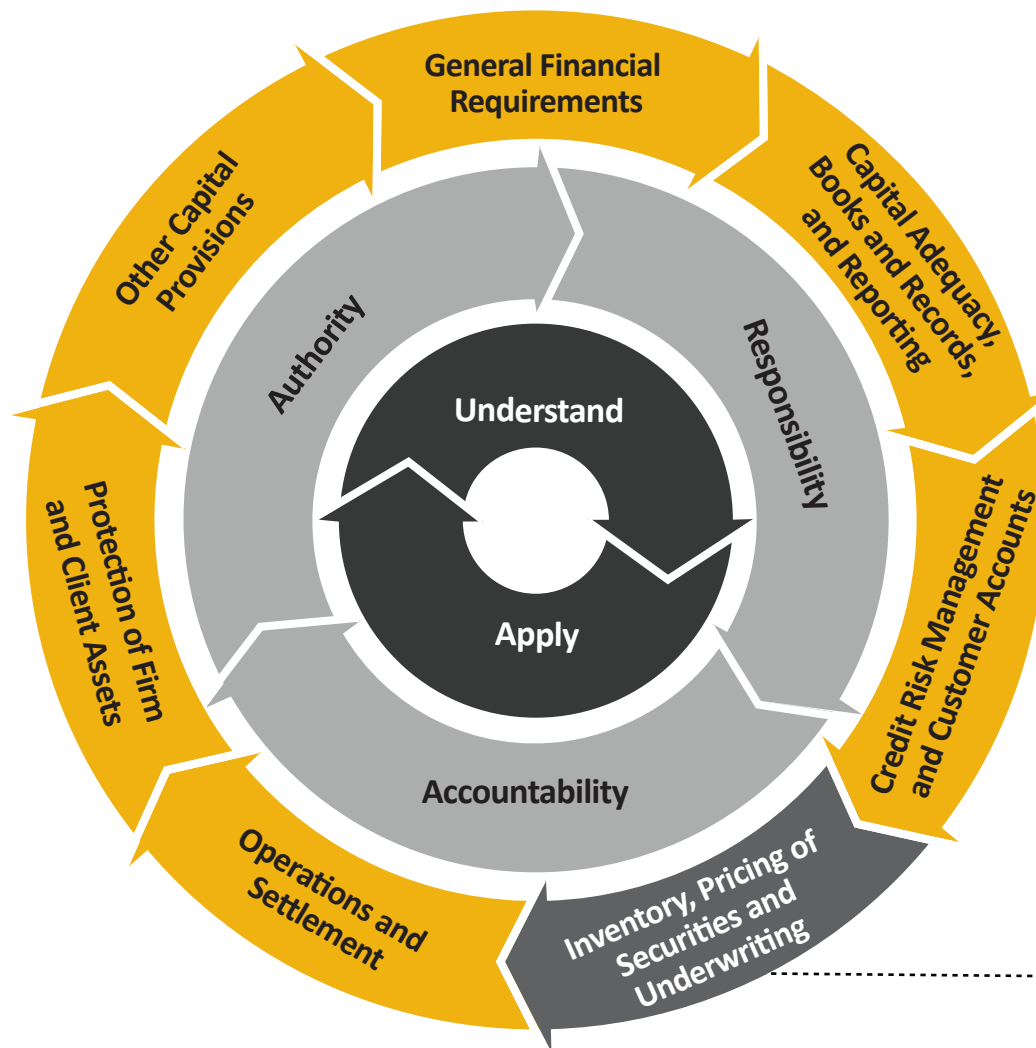 General Financial
Requirements
Capital Adequacy,
Books and Records,
and Reporting
Credit Risk Management
and Customer Accounts
Inventory, Pricing of
Securities and
Underwriting
Operations and
Settlement
Protection of Firm
and Client Assets
Other Capital
Provisions
Authority
Responsibility
Accountability
Understand
Apply